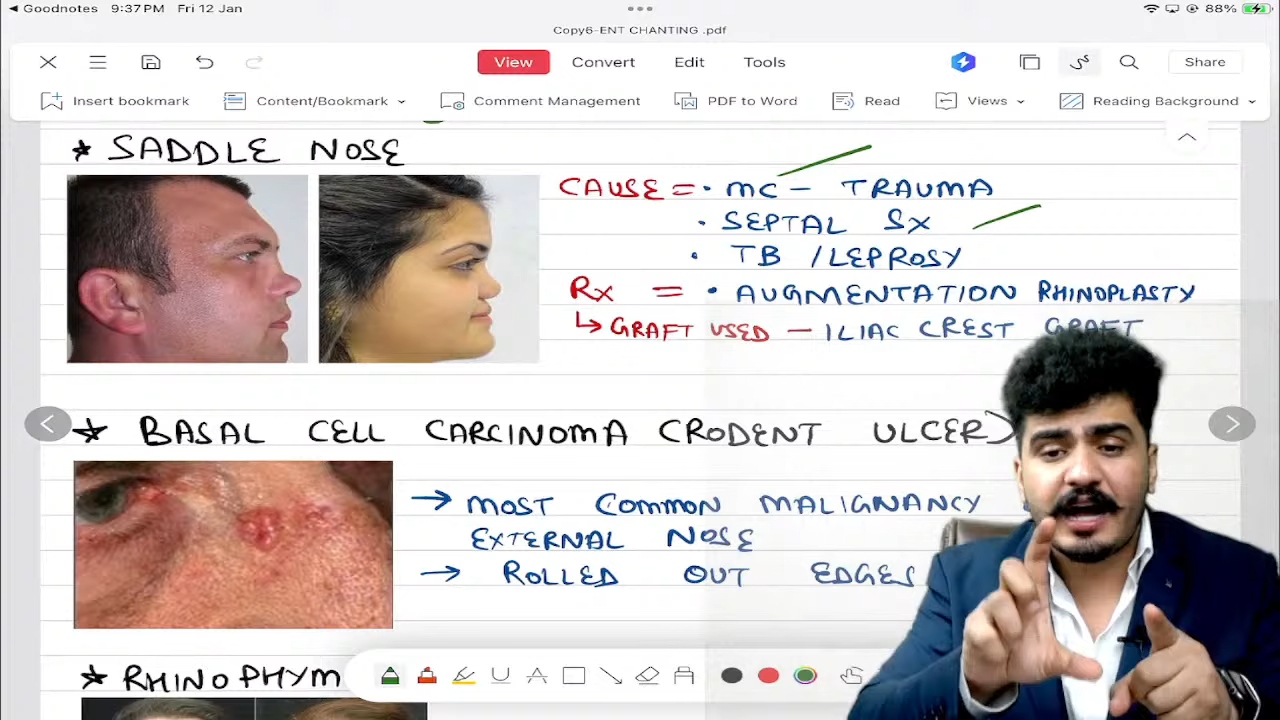 Goodnotes 9:37 PM Fri 12 Jan 88%
Copy6-ENT CHANTING .pdf
View Convert Edit Tools Share
Insert bookmark Content/Bookmark Comment Management PDF to Word Read Views Reading Background
★ SADDLE NOSE
CAUSE = • MC – TRAUMA
• SEPTAL SX
• TB / LEPROSY
RX = • AUGMENTATION RHINOPLASTY
↳ GRAFT USED — ILIAC CREST GRAFT
★ BASAL CELL CARCINOMA (RODENT ULCER)
→ MOST COMMON MALIGNANCY
EXTERNAL NOSE
→ ROLLED OUT EDGES
★ RHINOPHYM